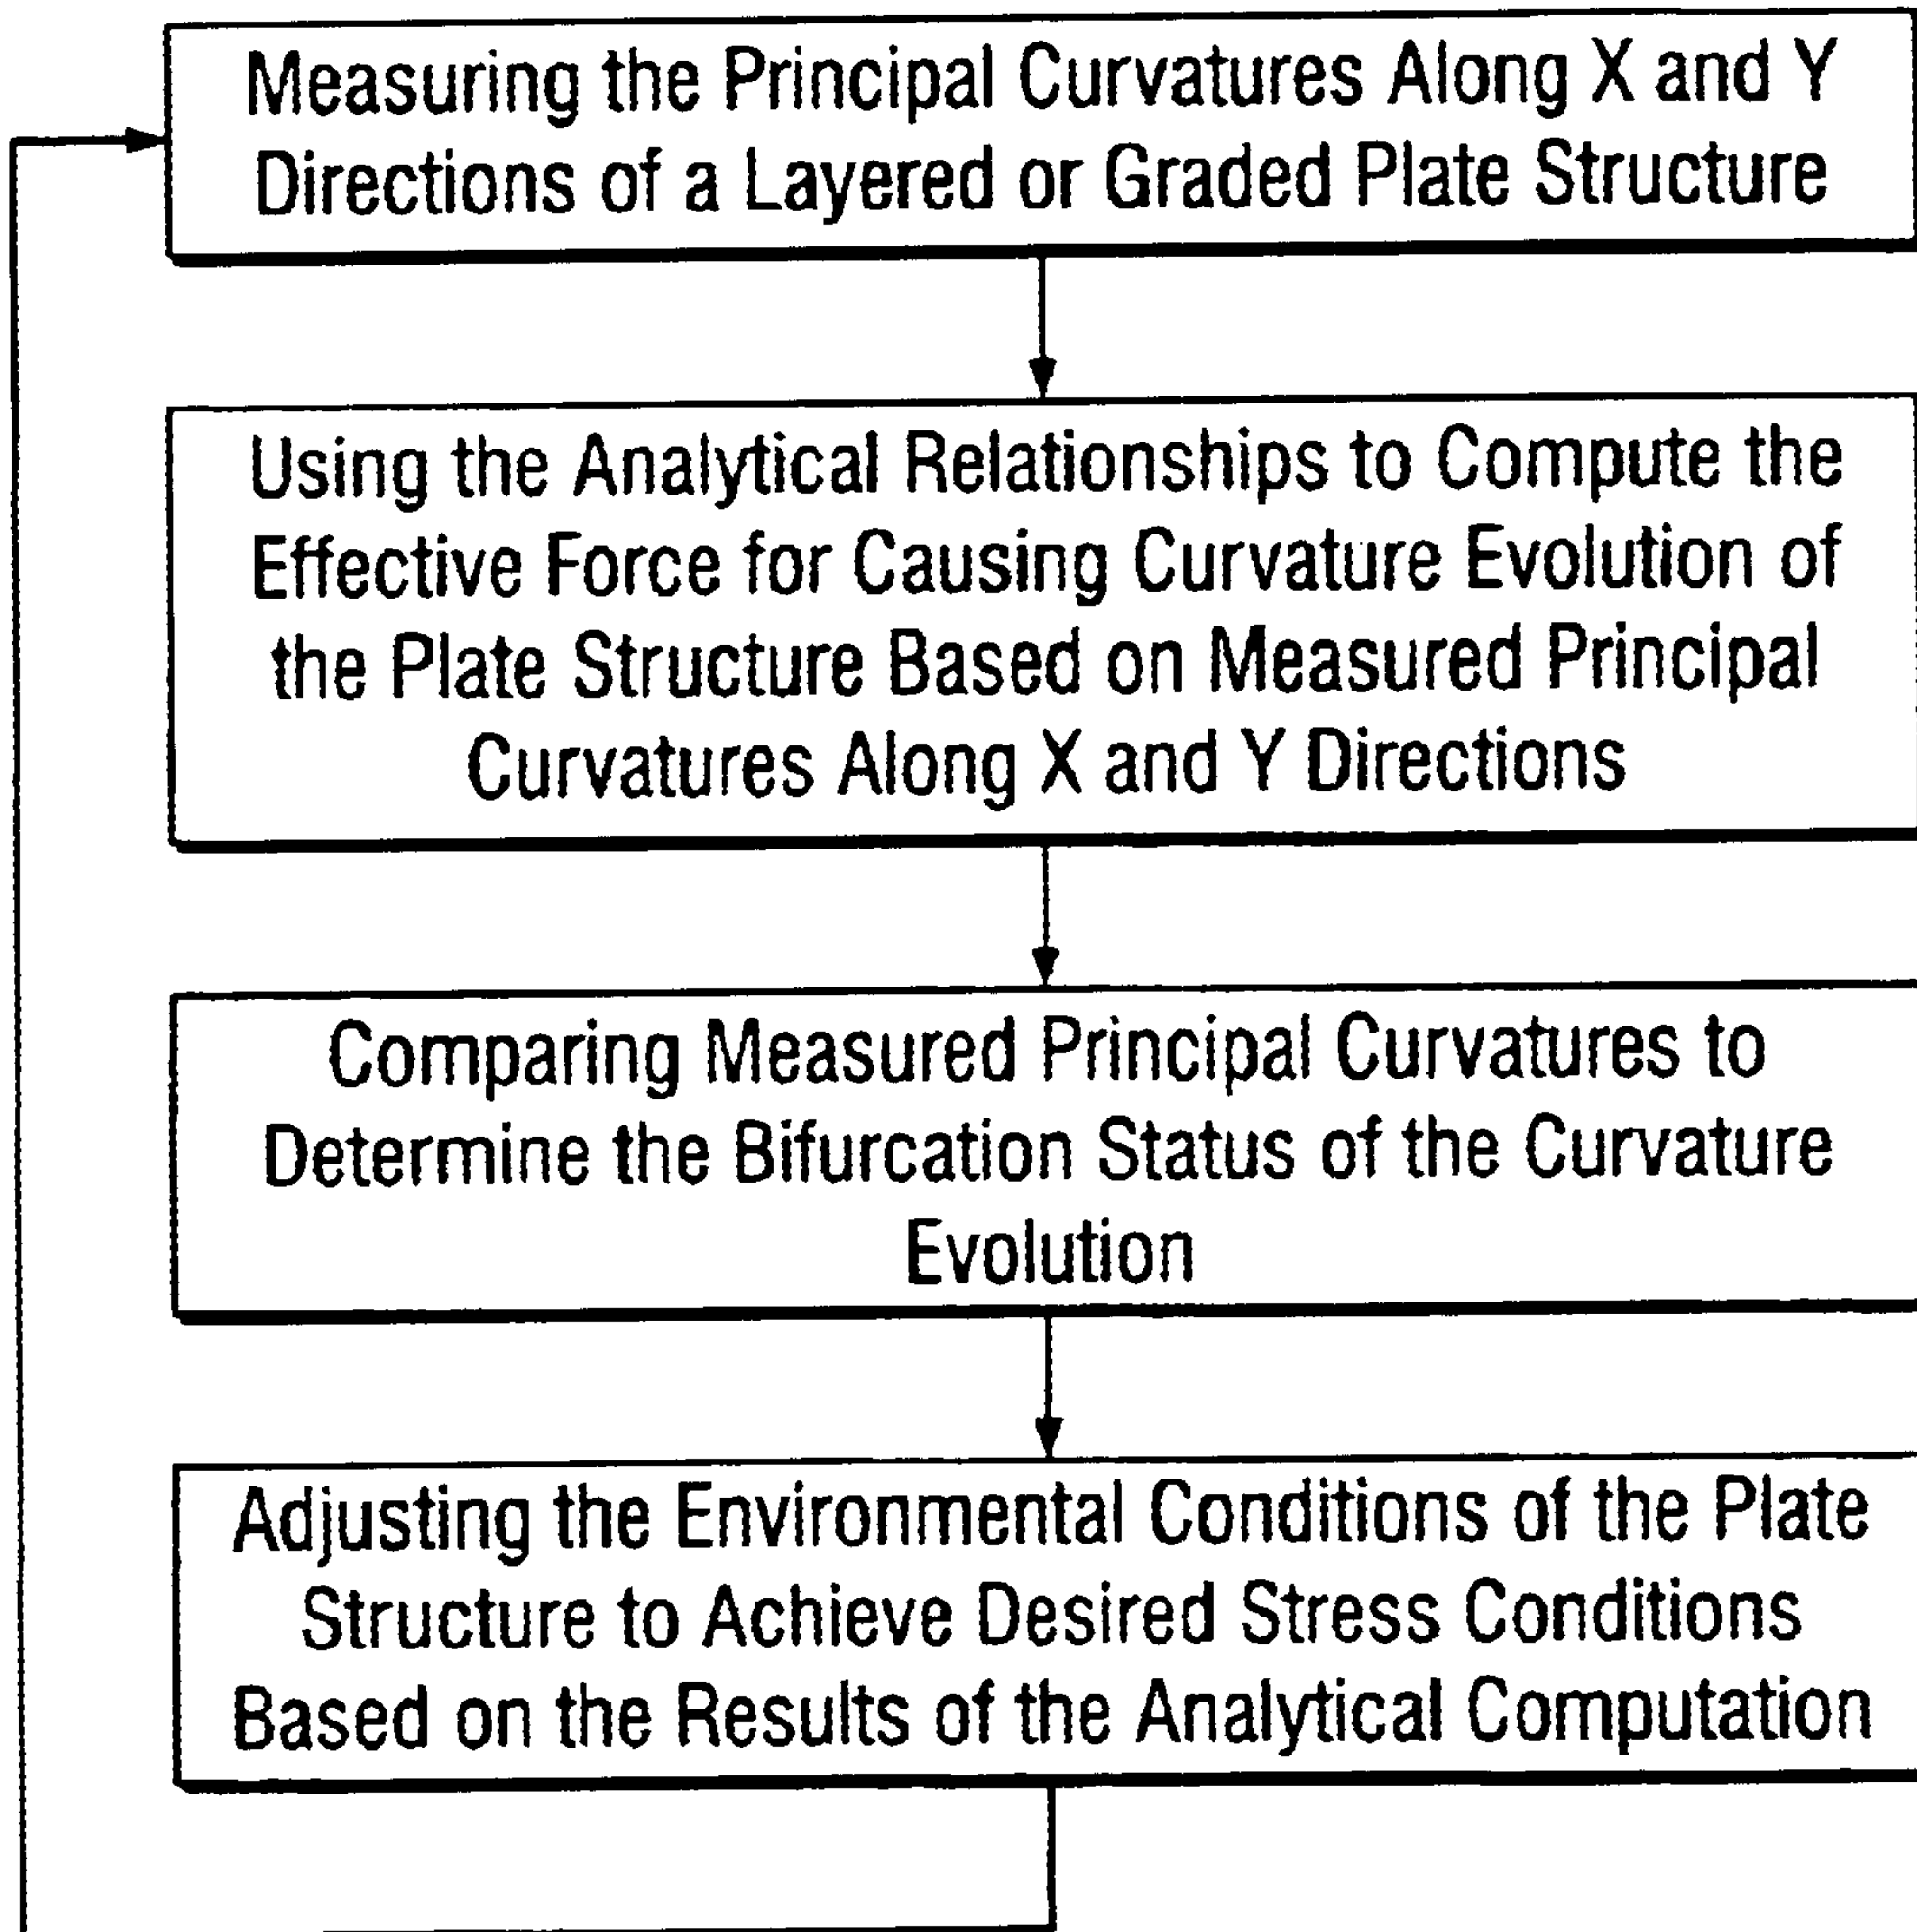 Measuring the Principal Curvatures Along X and Y
Directions of a Layered or Graded Plate Structure
Using the Analytical Relationships to Compute the
Effective Force for Causing Curvature Evolution of
the Plate Structure Based on Measured Principal
Curvatures Along X and Y Directions
Comparing Measured Principal Curvatures to
Determine the Bifurcation Status of the Curvature
Evolution
Adjusting the Environmental Conditions of the Plate
Structure to Achieve Desired Stress Conditions
Based on the Results of the Analytical Computation